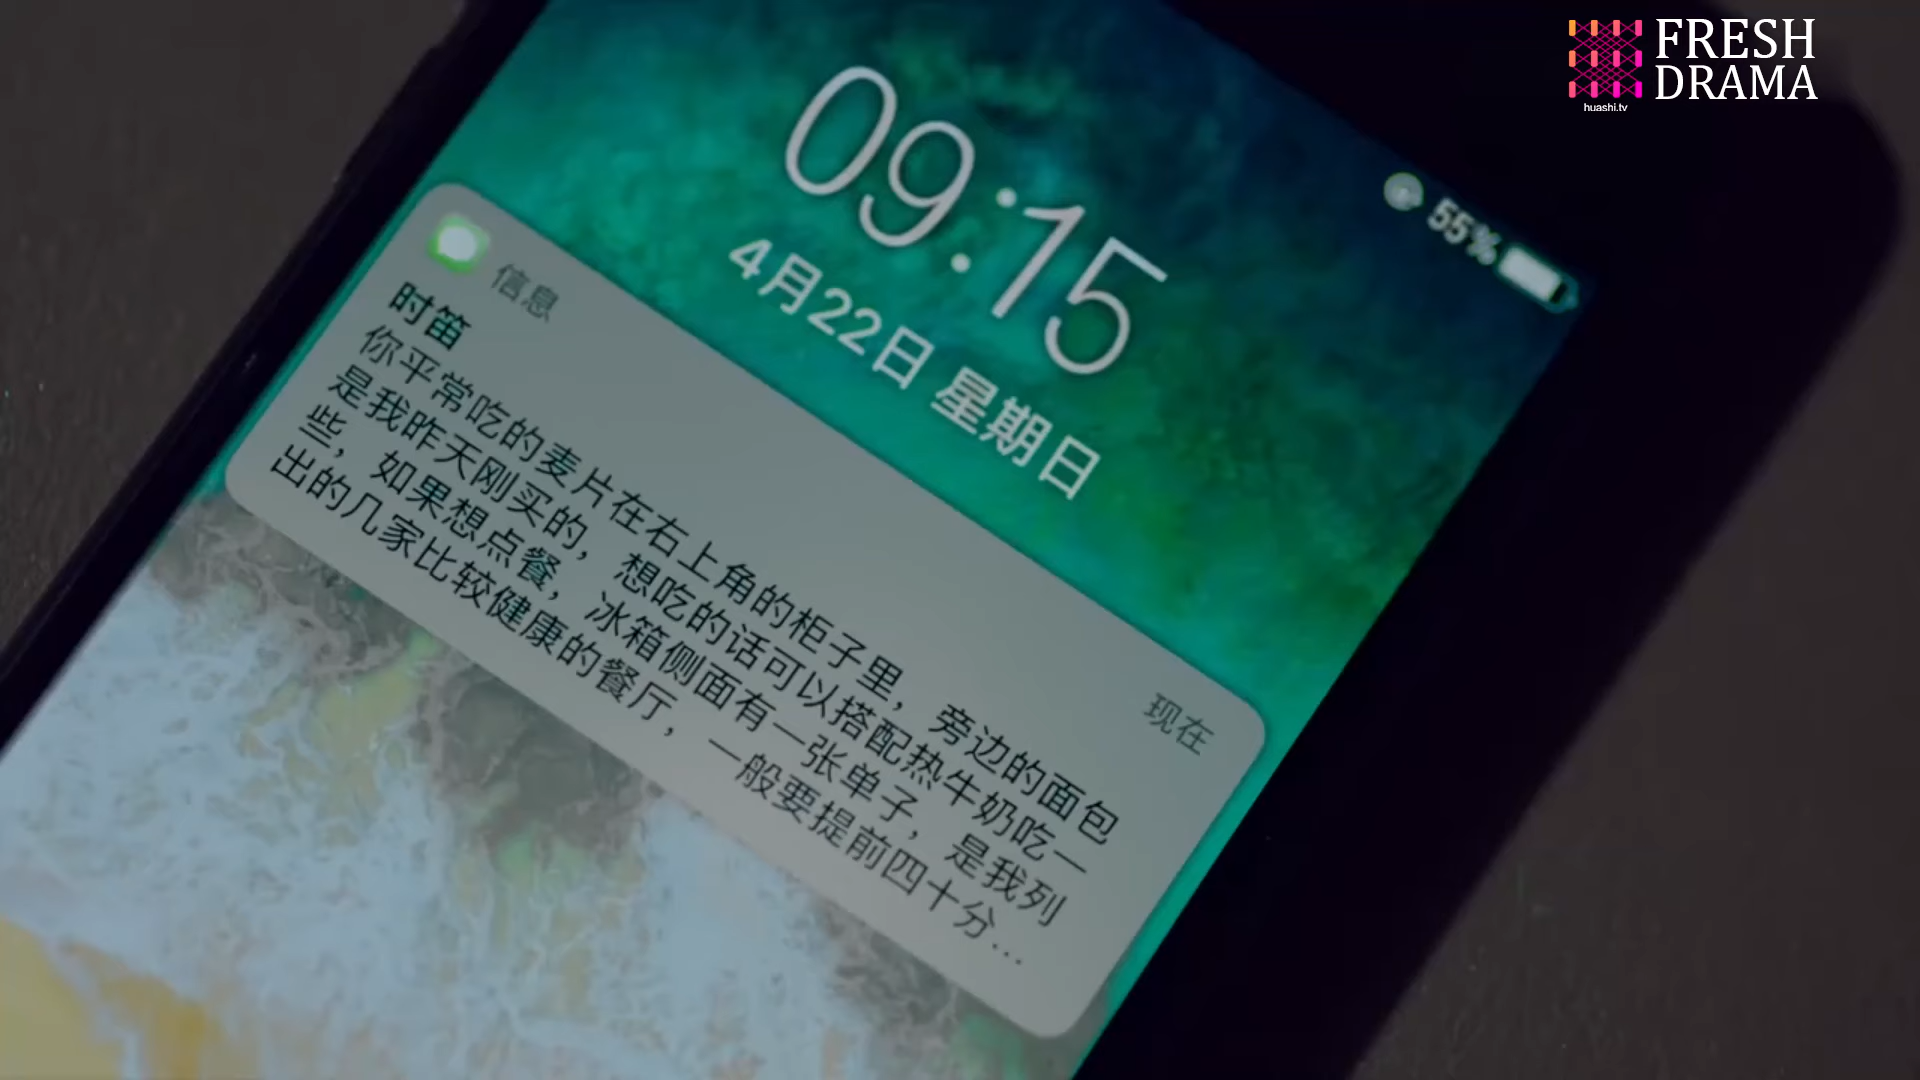 FRESH
DRAMA
huashi.tv
55%
09:15
4月22日 星期日
信息
现在
时笛
你平常吃的麦片在右上角的柜子里，旁边的面包
是我昨天刚买的，想吃的话可以搭配热牛奶吃一
些，如果想点餐，冰箱侧面有一张单子，是我列
出的几家比较健康的餐厅，一般要提前四十分...